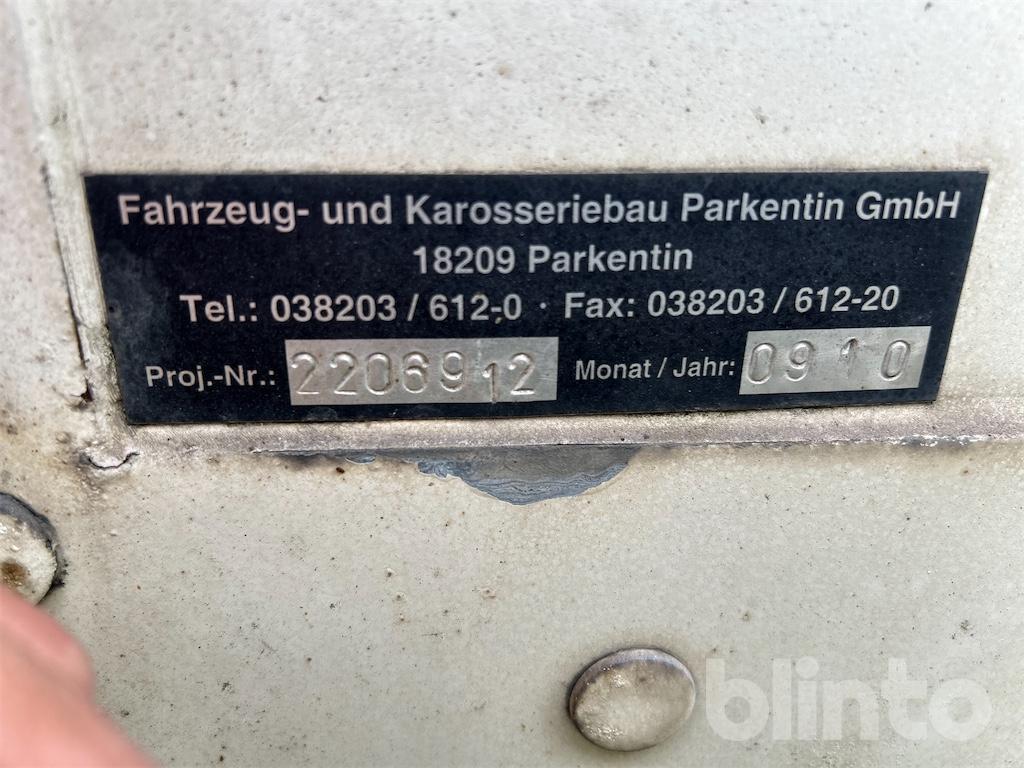 Fahrzeug- und Karosseriebau Parkentin GmbH
18209 Parkentin
Tel.: 038203 / 612-0 · Fax: 038203 / 612-20
Proj.-Nr.: 2206912 Monat / Jahr: 0910
blinto